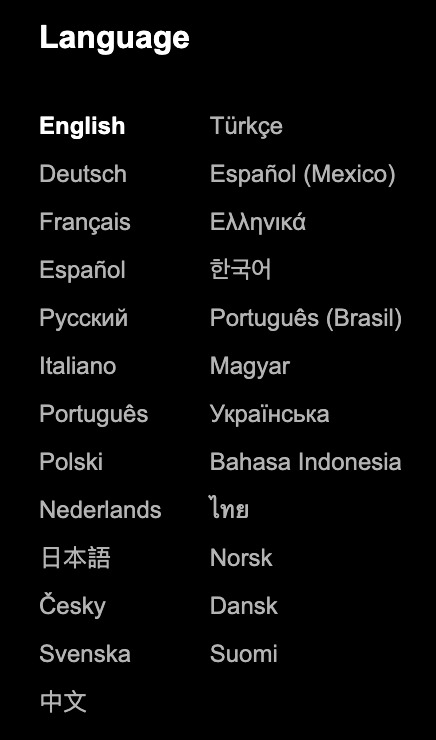 Language
English
Deutsch
Français
Español
Русский
Italiano
Português
Polski
Nederlands
日本語
Česky
Svenska
中文
Türkçe
Español (Mexico)
Ελληνικά
한국어
Português (Brasil)
Magyar
Українська
Bahasa Indonesia
ไทย
Norsk
Dansk
Suomi